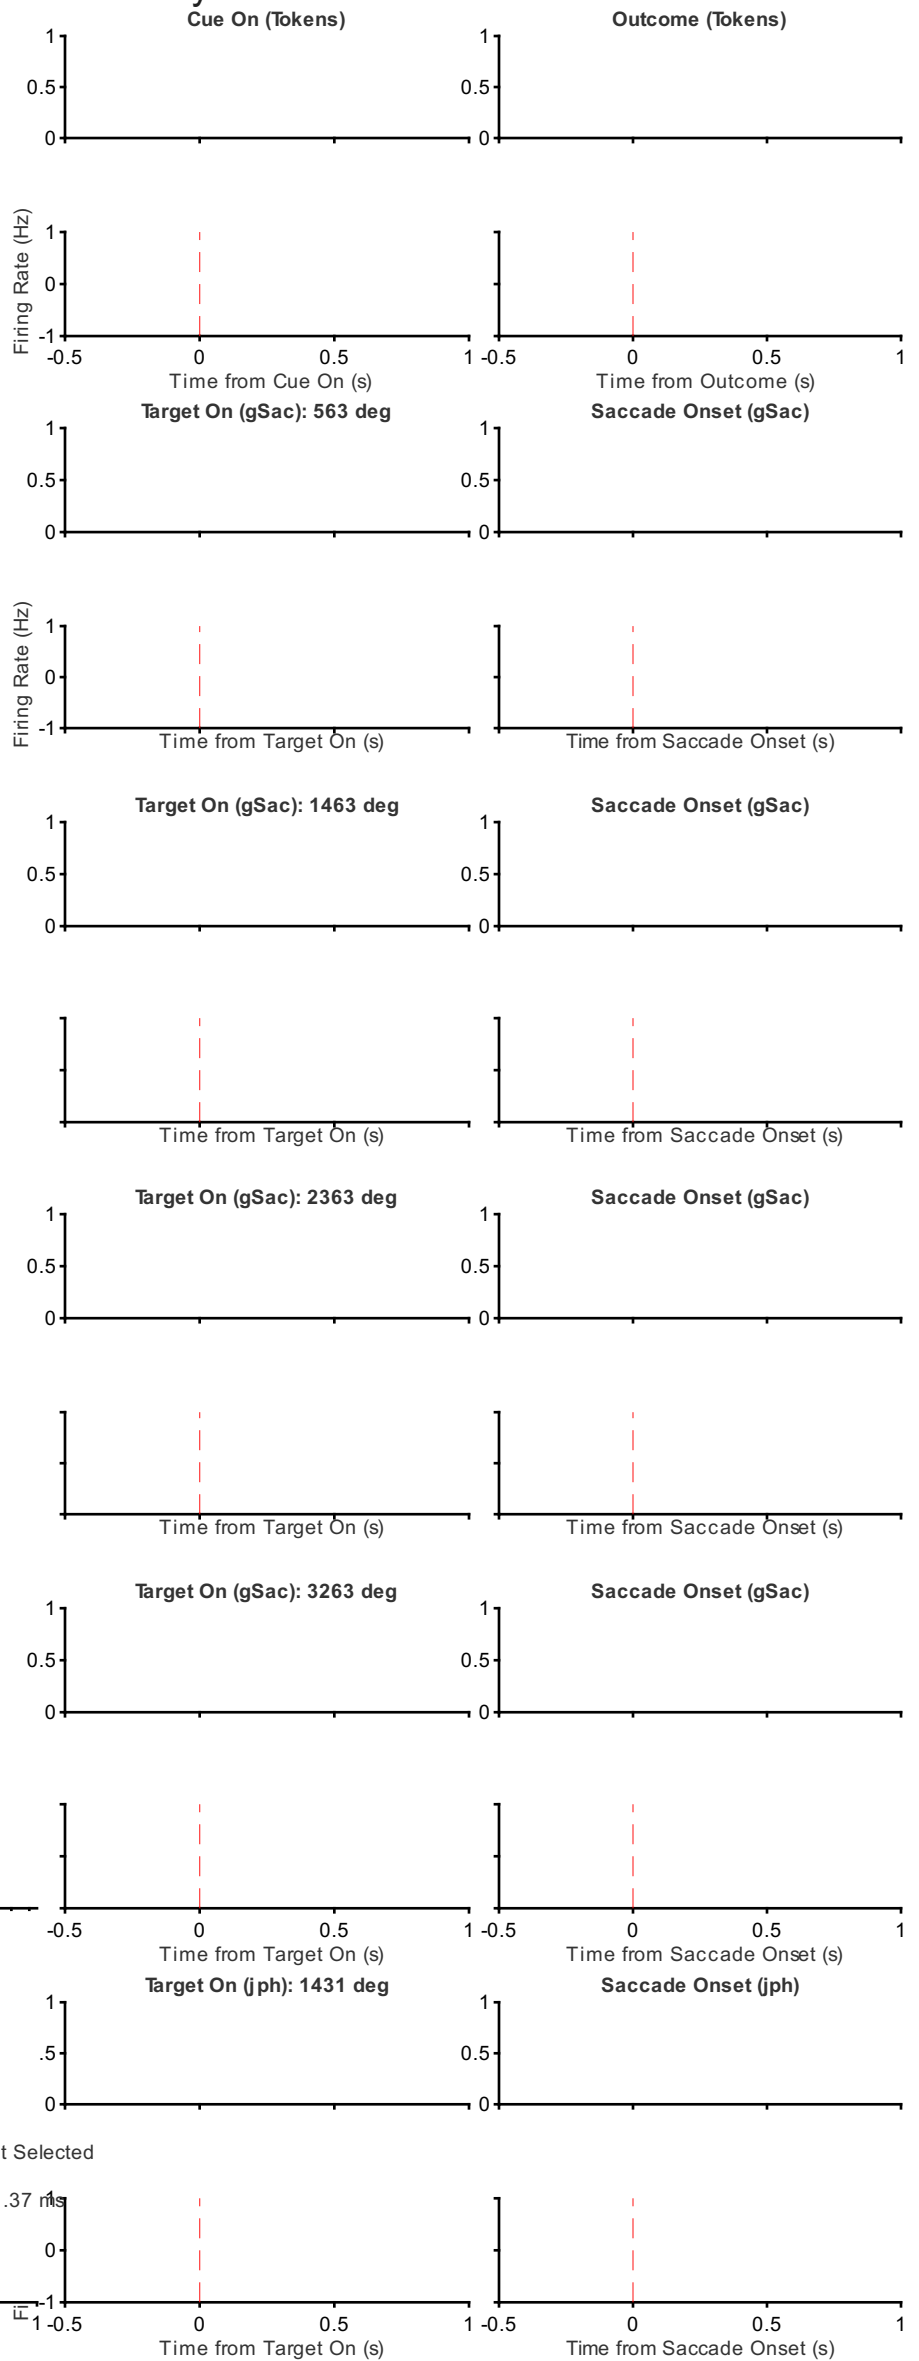 Cue On (Tokens) Outcome (Tokens)
1 1
0.5 0.5
0 0
Firing Rate (Hz)
1
0
-1
-0.5 0 0.5 1 -0.5 0 0.5 1
Time from Cue On (s) Time from Outcome (s)
Target On (gSac): 563 deg Saccade Onset (gSac)
1 1
0.5 0.5
0 0
Firing Rate (Hz)
1
0
-1
Time from Target On (s) Time from Saccade Onset (s)
Target On (gSac): 1463 deg Saccade Onset (gSac)
1 1
0.5 0.5
0 0
Time from Target On (s) Time from Saccade Onset (s)
Target On (gSac): 2363 deg Saccade Onset (gSac)
1 1
0.5 0.5
0 0
Time from Target On (s) Time from Saccade Onset (s)
Target On (gSac): 3263 deg Saccade Onset (gSac)
1 1
0.5 0.5
0 0
-0.5 0 0.5 1 -0.5 0 0.5 1
Time from Target On (s) Time from Saccade Onset (s)
Target On (jph): 1431 deg Saccade Onset (jph)
1 1
.5 0.5
0 0
t Selected
.37 ms
1
0
-1
Fi
1 -0.5 0 0.5 1 -0.5 0 0.5 1
Time from Target On (s) Time from Saccade Onset (s)